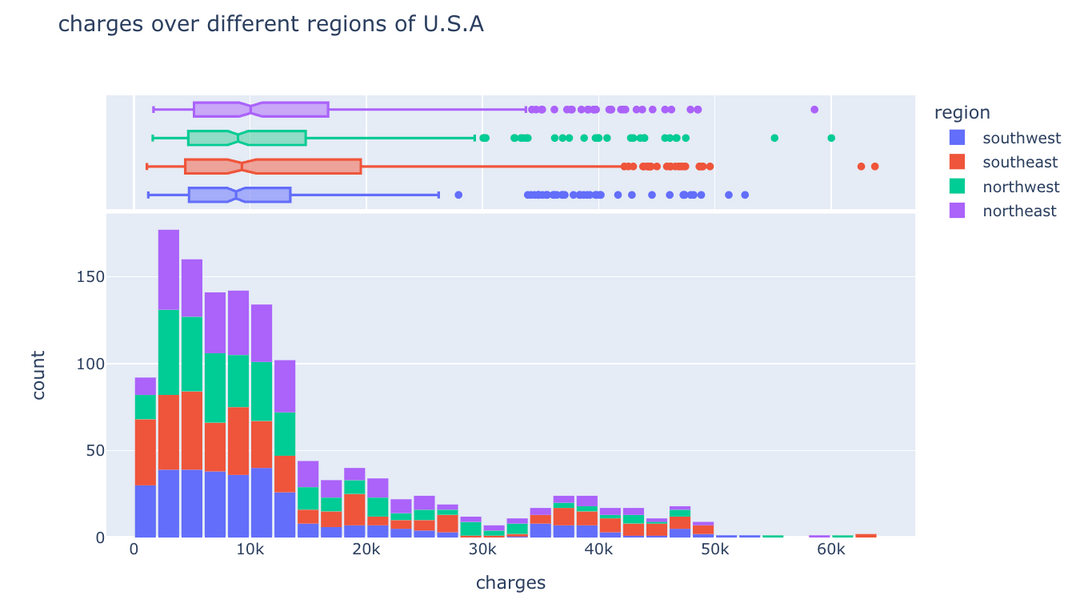 charges over different regions of U.S.A
region
southwest
southeast
northwest
northeast
150
100
50
0
count
0 10k 20k 30k 40k 50k 60k
charges